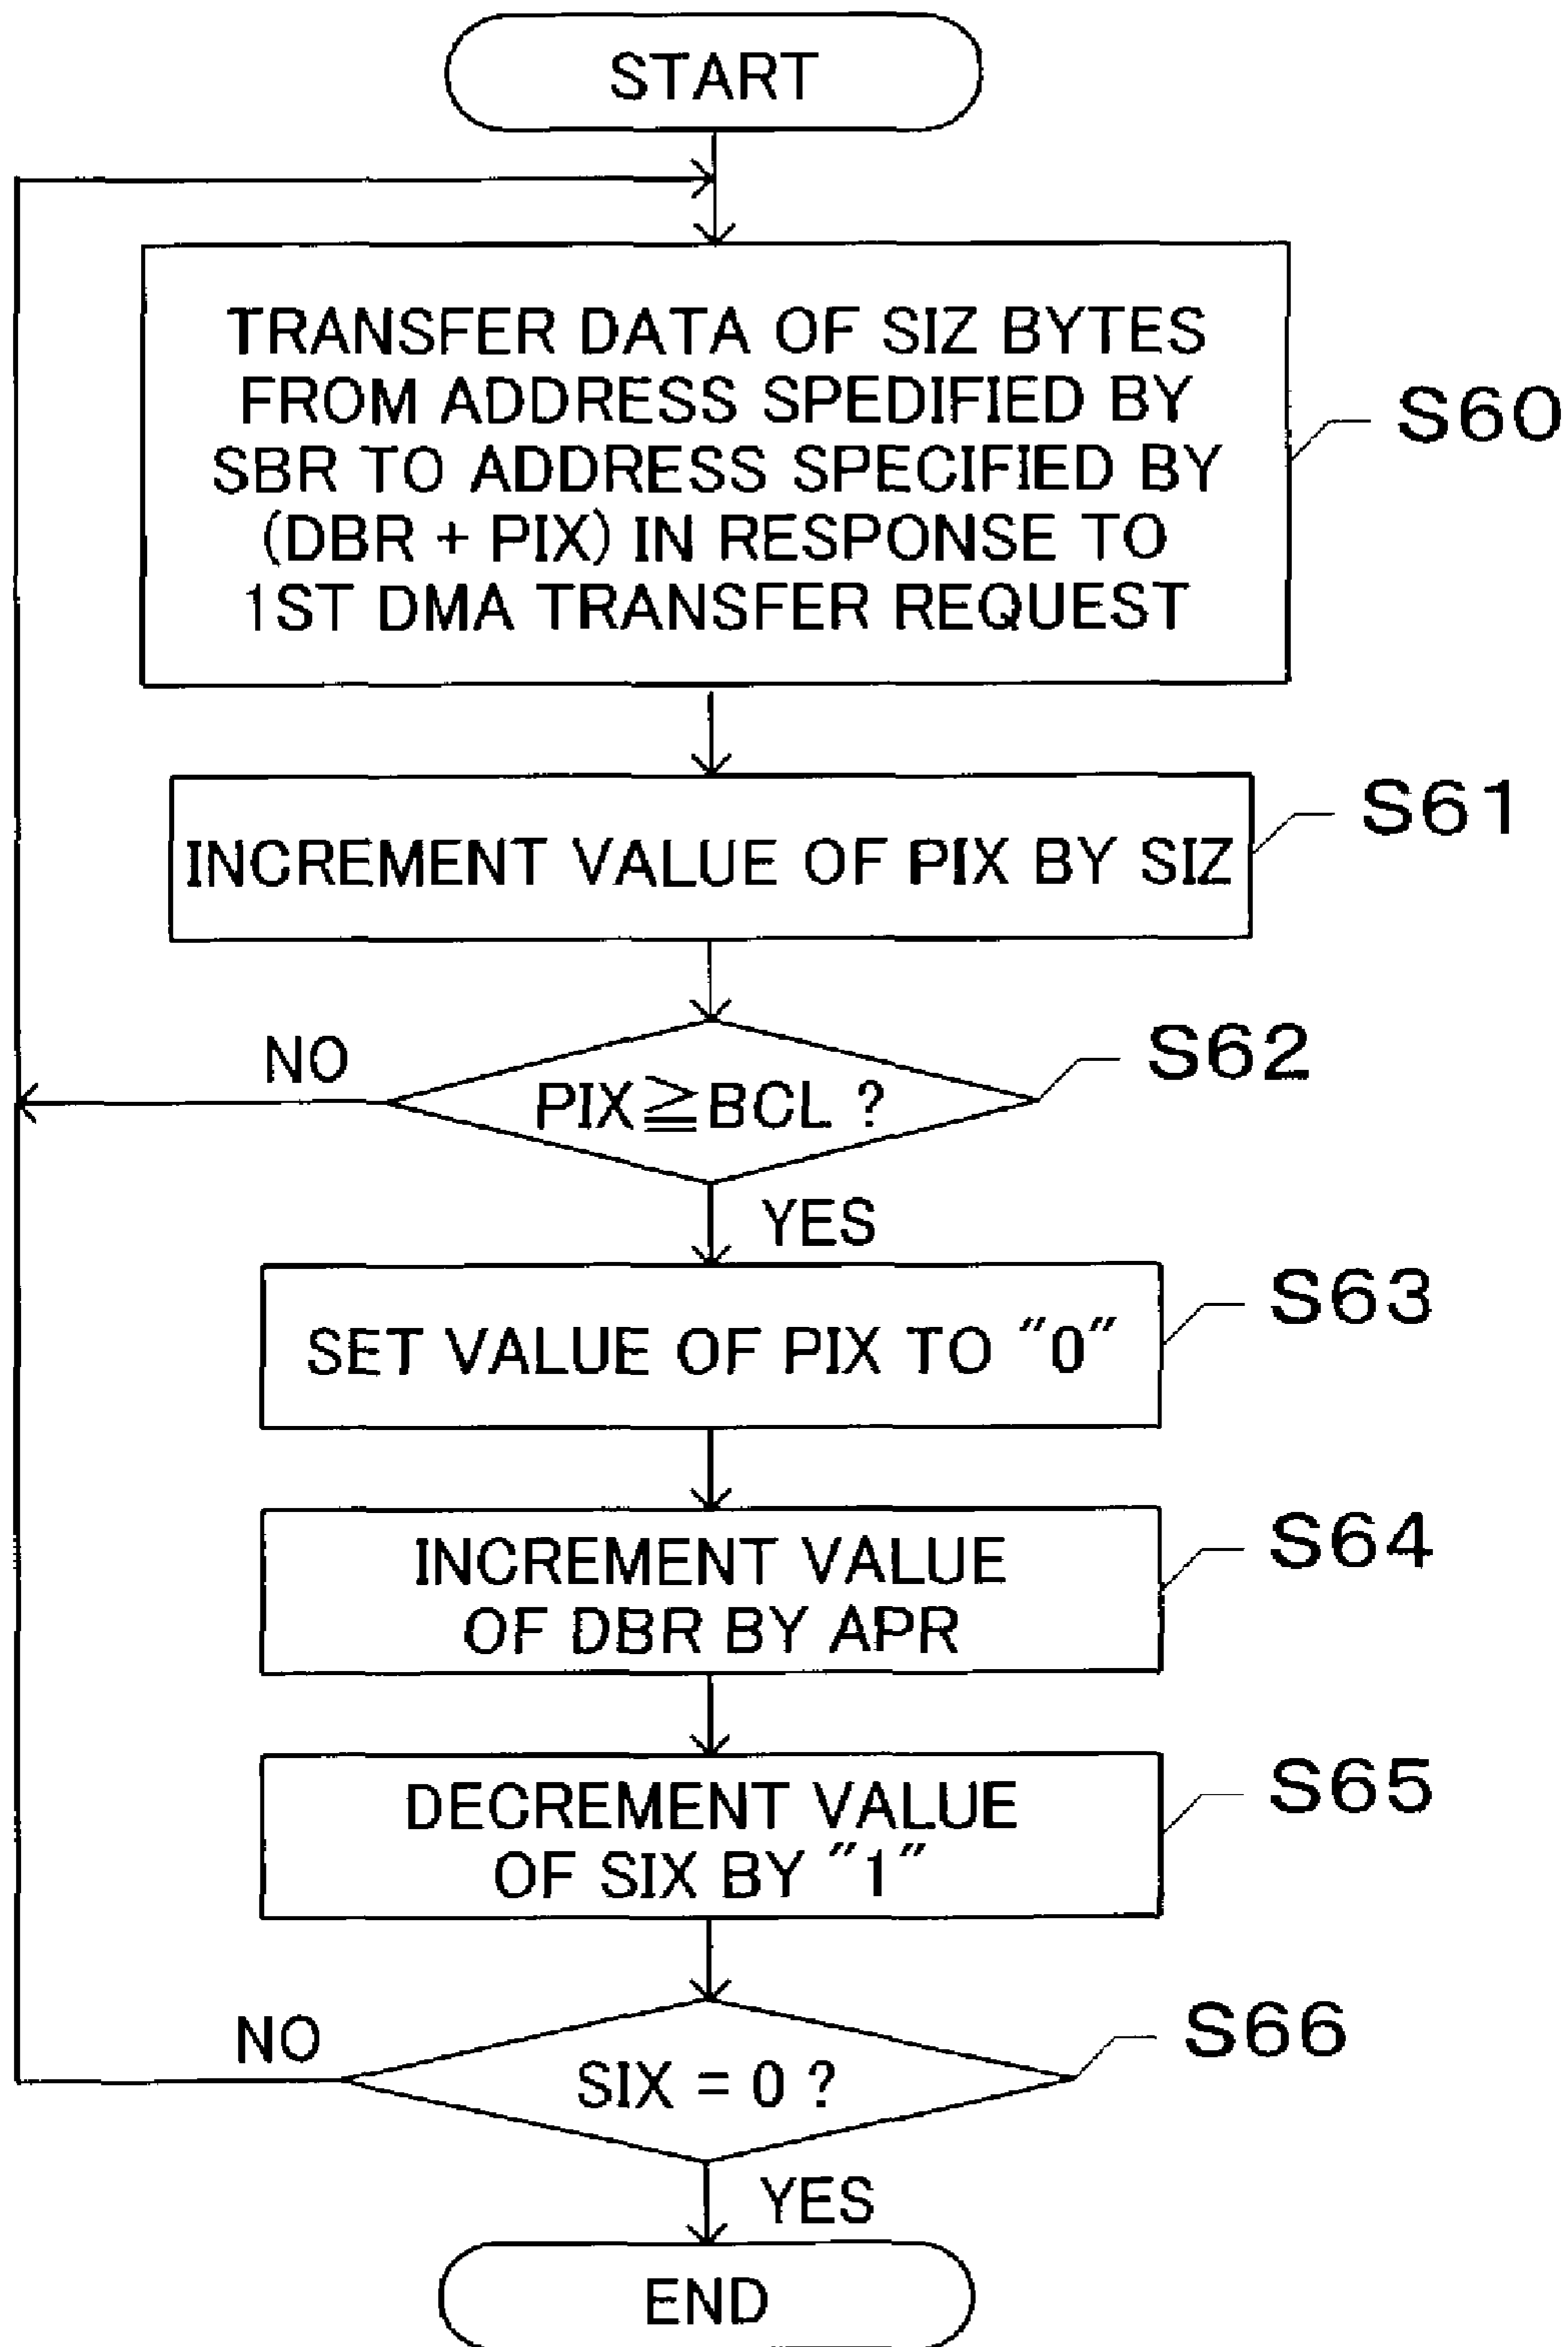 START
TRANSFER DATA OF SIZ BYTES
FROM ADDRESS SPEDIFIED BY
SBR TO ADDRESS SPECIFIED BY
(DBR + PIX) IN RESPONSE TO
1ST DMA TRANSFER REQUEST
S60
INCREMENT VALUE OF PIX BY SIZ
S61
NO
PIX≧BCL ?
S62
YES
SET VALUE OF PIX TO "0"
S63
INCREMENT VALUE
OF DBR BY APR
S64
DECREMENT VALUE
OF SIX BY "1"
S65
NO
SIX = 0 ?
S66
YES
END